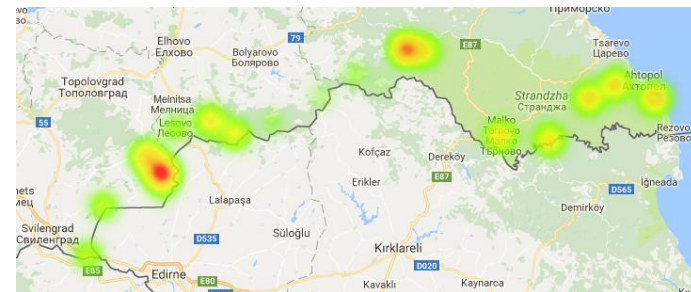 Приморско
Elhovo
Елхово
79
Bolyarovo
Болярово
E87
Tsarevo
Царево
Topolovgrad
Тополовград
Melnitsa
Мелница
Ahtopol
Ахтопол
Strandzha
Странджа
55
Lesovo
Лесово
Malko
Tarnovo
Малко
Търново
Rezovo
Резово
Kofçaz
Dereköy
E87
Erikler
D565
İğneada
Lalapaşa
Demirköy
Svilengrad
Свиленград
D535
Süloğlu
Kırklareli
E85
Edirne
E80
D020
Kavaklı
Kaynarca